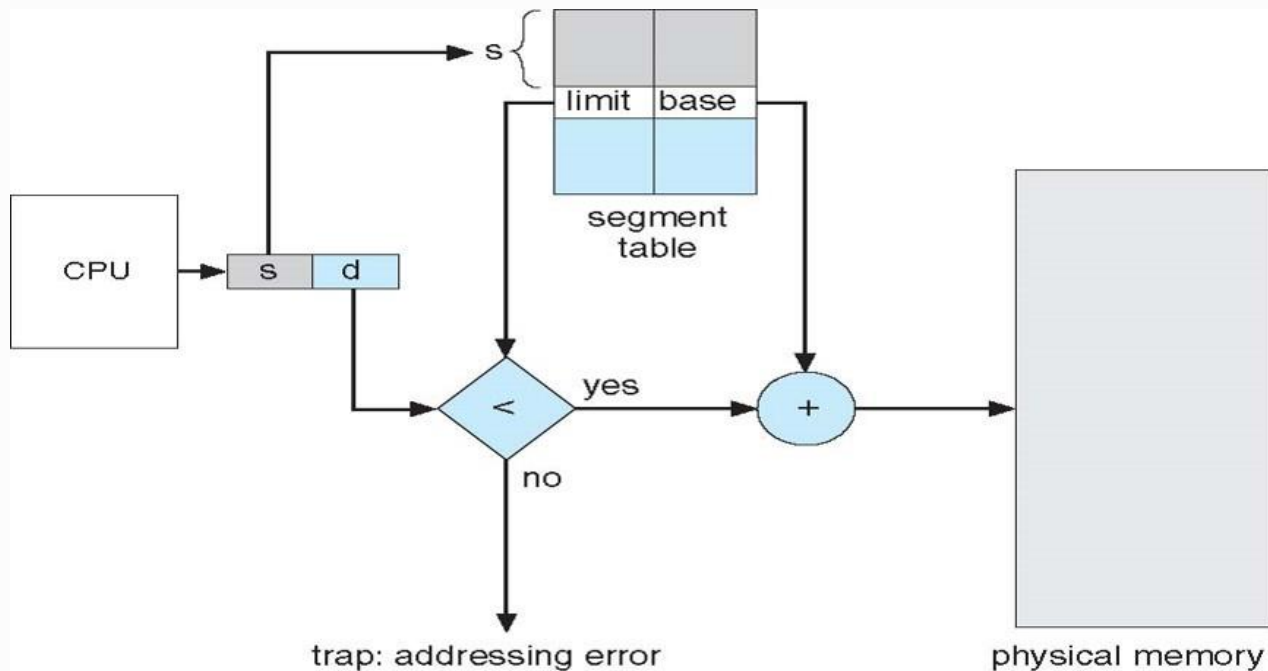 s
limit base
segment
table
CPU
s d
<
yes
+
no
trap: addressing error
physical memory